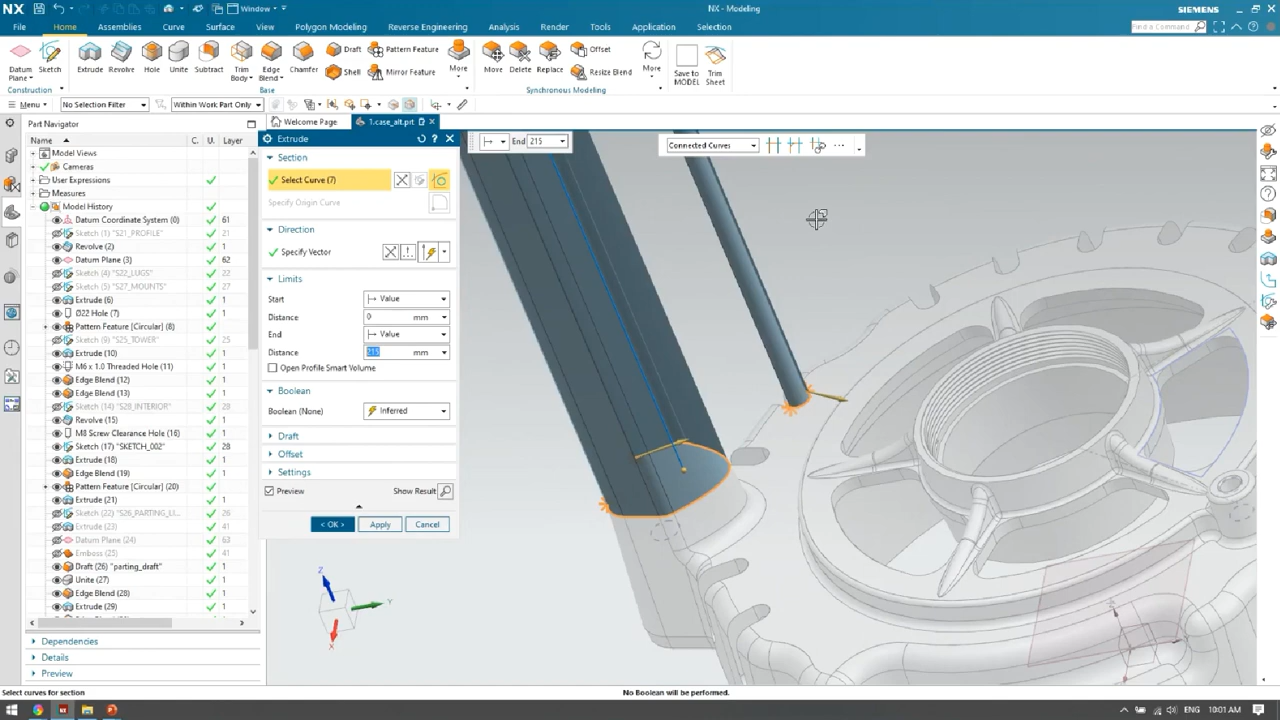 NX
Window
NX - Modeling
SIEMENS
File Home Assemblies Curve Surface View Polygon Modeling Reverse Engineering Analysis Render Tools Application Selection
Find a Command
Datum Plane
Sketch
Extrude
Revolve
Hole
Unite
Subtract
Trim Body
Edge Blend
Chamfer
Draft
Shell
Pattern Feature
Mirror Feature
More
Move
Delete
Replace
Offset
Resize Blend
More
Save to MODEL
Trim Sheet
Construction
Base
Synchronous Modeling
Menu
No Selection Filter
Within Work Part Only
Part Navigator
Welcome Page
1.case_alt.prt
Name C. U. Layer
Model Views
Cameras
User Expressions
Measures
Model History
Datum Coordinate System (0) 61
Sketch (1) "S21_PROFILE" 21
Revolve (2) 1
Datum Plane (3) 62
Sketch (4) "S22_LUGS" 22
Sketch (5) "S27_MOUNTS" 27
Extrude (6) 1
Ø22 Hole (7) 1
Pattern Feature [Circular] (8) 1
Sketch (9) "S25_TOWER" 25
Extrude (10) 1
M6 x 1.0 Threaded Hole (11) 1
Edge Blend (12) 1
Edge Blend (13) 1
Sketch (14) "S28_INTERIOR" 28
Revolve (15) 1
M8 Screw Clearance Hole (16) 1
Sketch (17) "SKETCH_002" 28
Extrude (18) 1
Edge Blend (19) 1
Pattern Feature [Circular] (20) 1
Extrude (21) 1
Sketch (22) "S26_PARTING_LI... 26
Extrude (23) 41
Datum Plane (24) 63
Emboss (25) 41
Draft (26) "parting_draft" 1
Unite (27) 1
Edge Blend (28) 1
Extrude (29) 1
Dependencies
Details
Preview
Extrude
Section
Select Curve (7)
Specify Origin Curve
Direction
Specify Vector
Limits
Start Value
Distance 0 mm
End Value
Distance 215 mm
Open Profile Smart Volume
Boolean
Boolean (None) Inferred
Draft
Offset
Settings
Preview Show Result
< OK > Apply Cancel
End 215
Connected Curves
Z
Y
X
Select curves for section
No Boolean will be performed.
10:01 AM